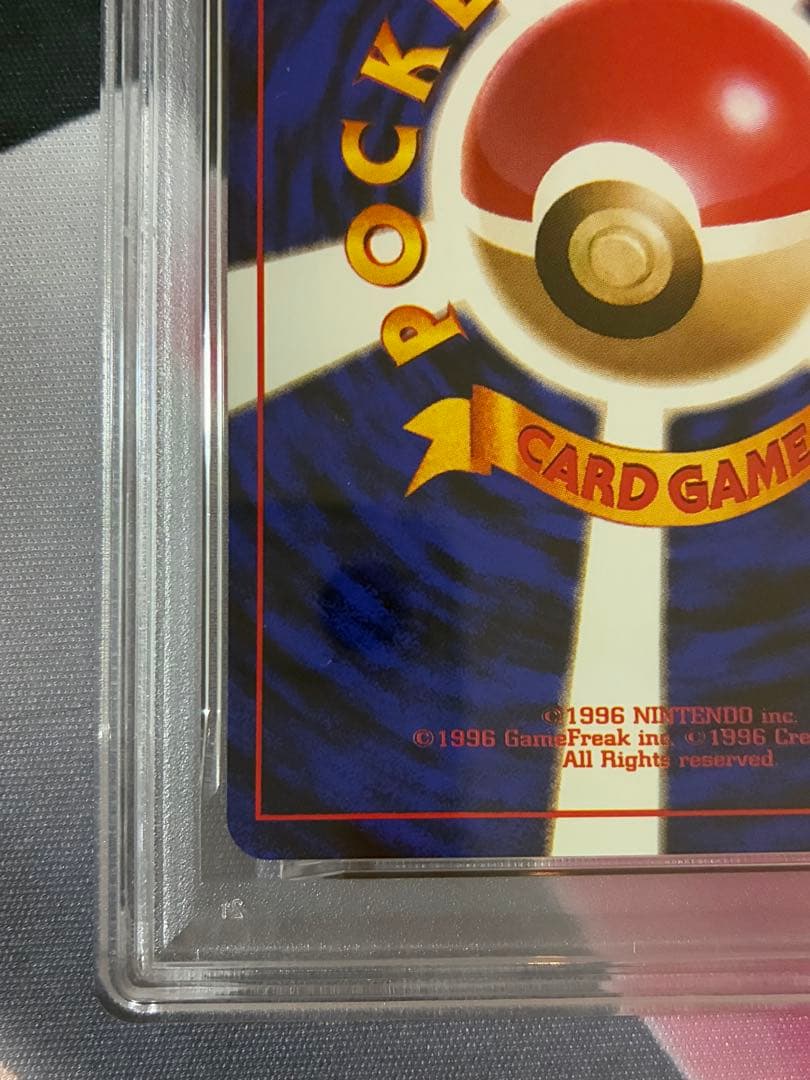 POCKE
CARD GAME
©1996 NINTENDO inc.
©1996 GameFreak inc. ©1996 Cre
All Rights reserved